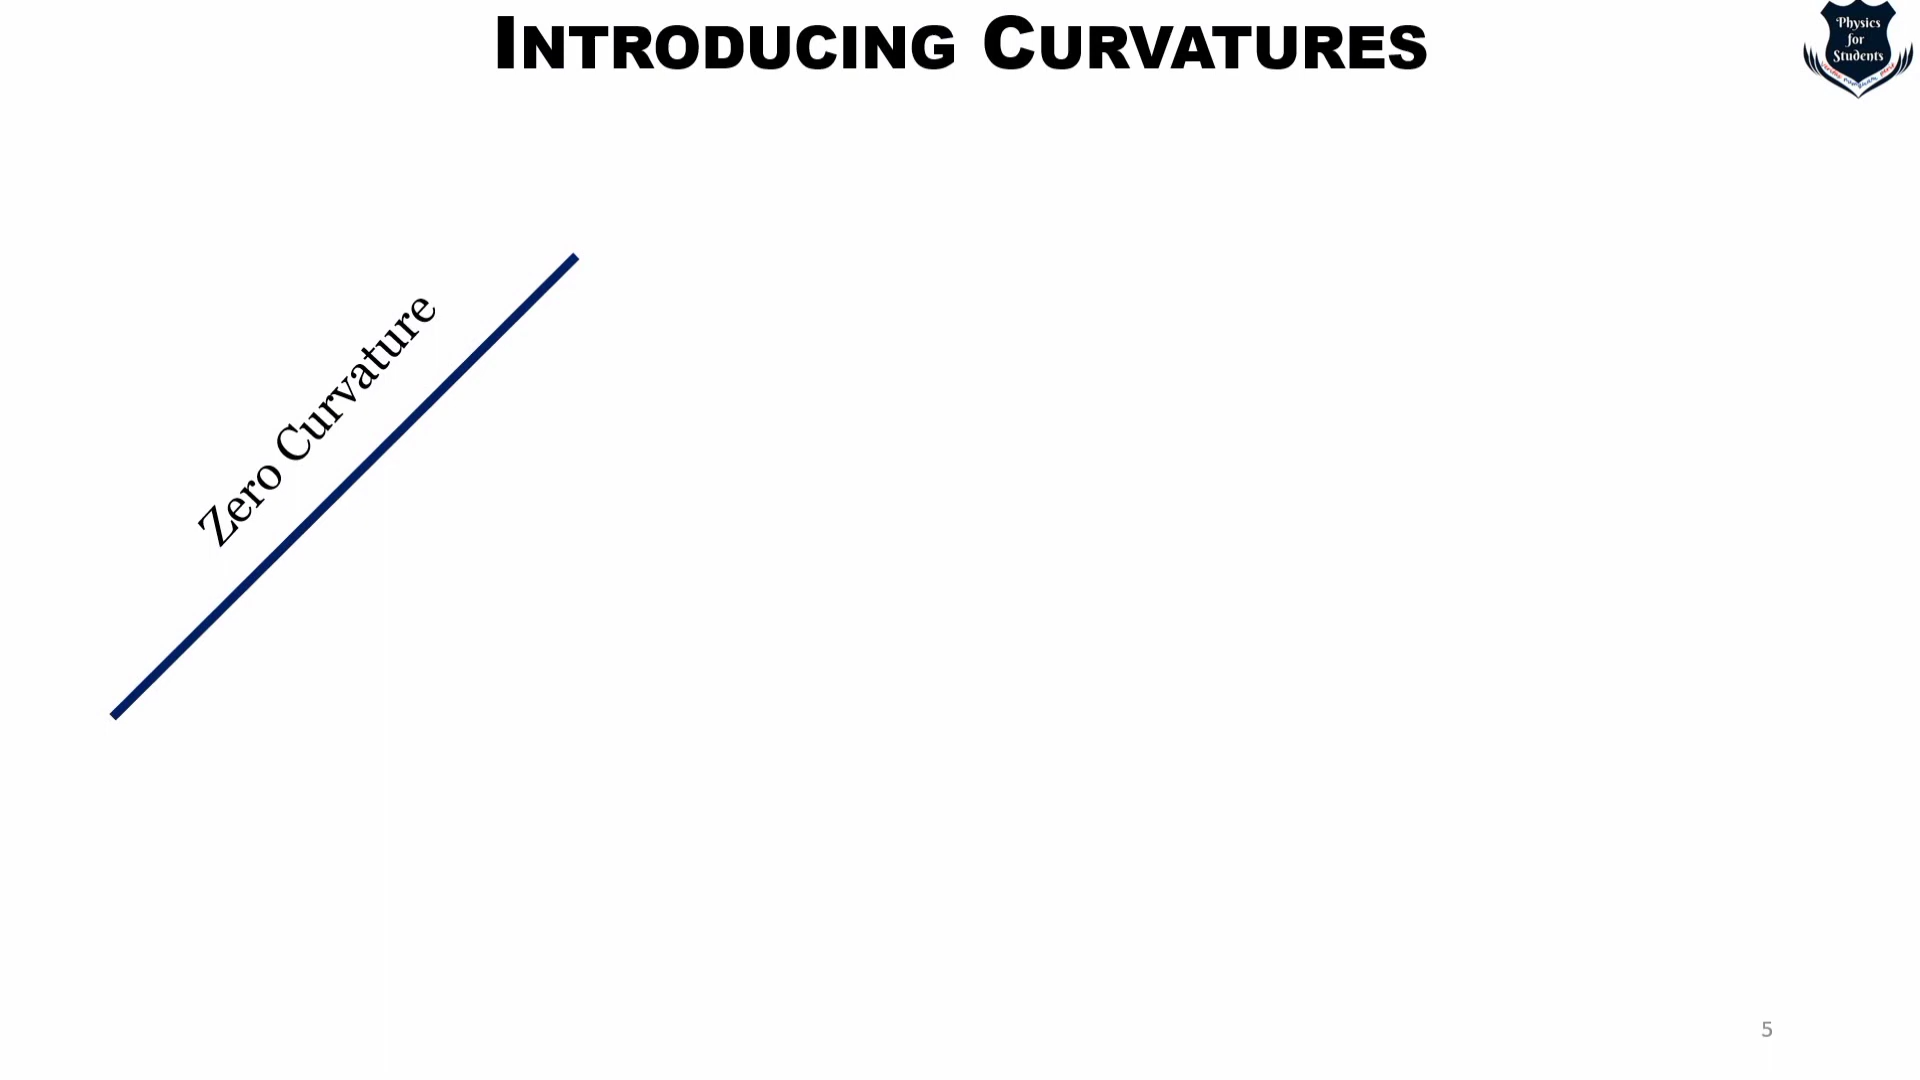 INTRODUCING CURVATURES
Physics
for
Students
Zero Curvature
5